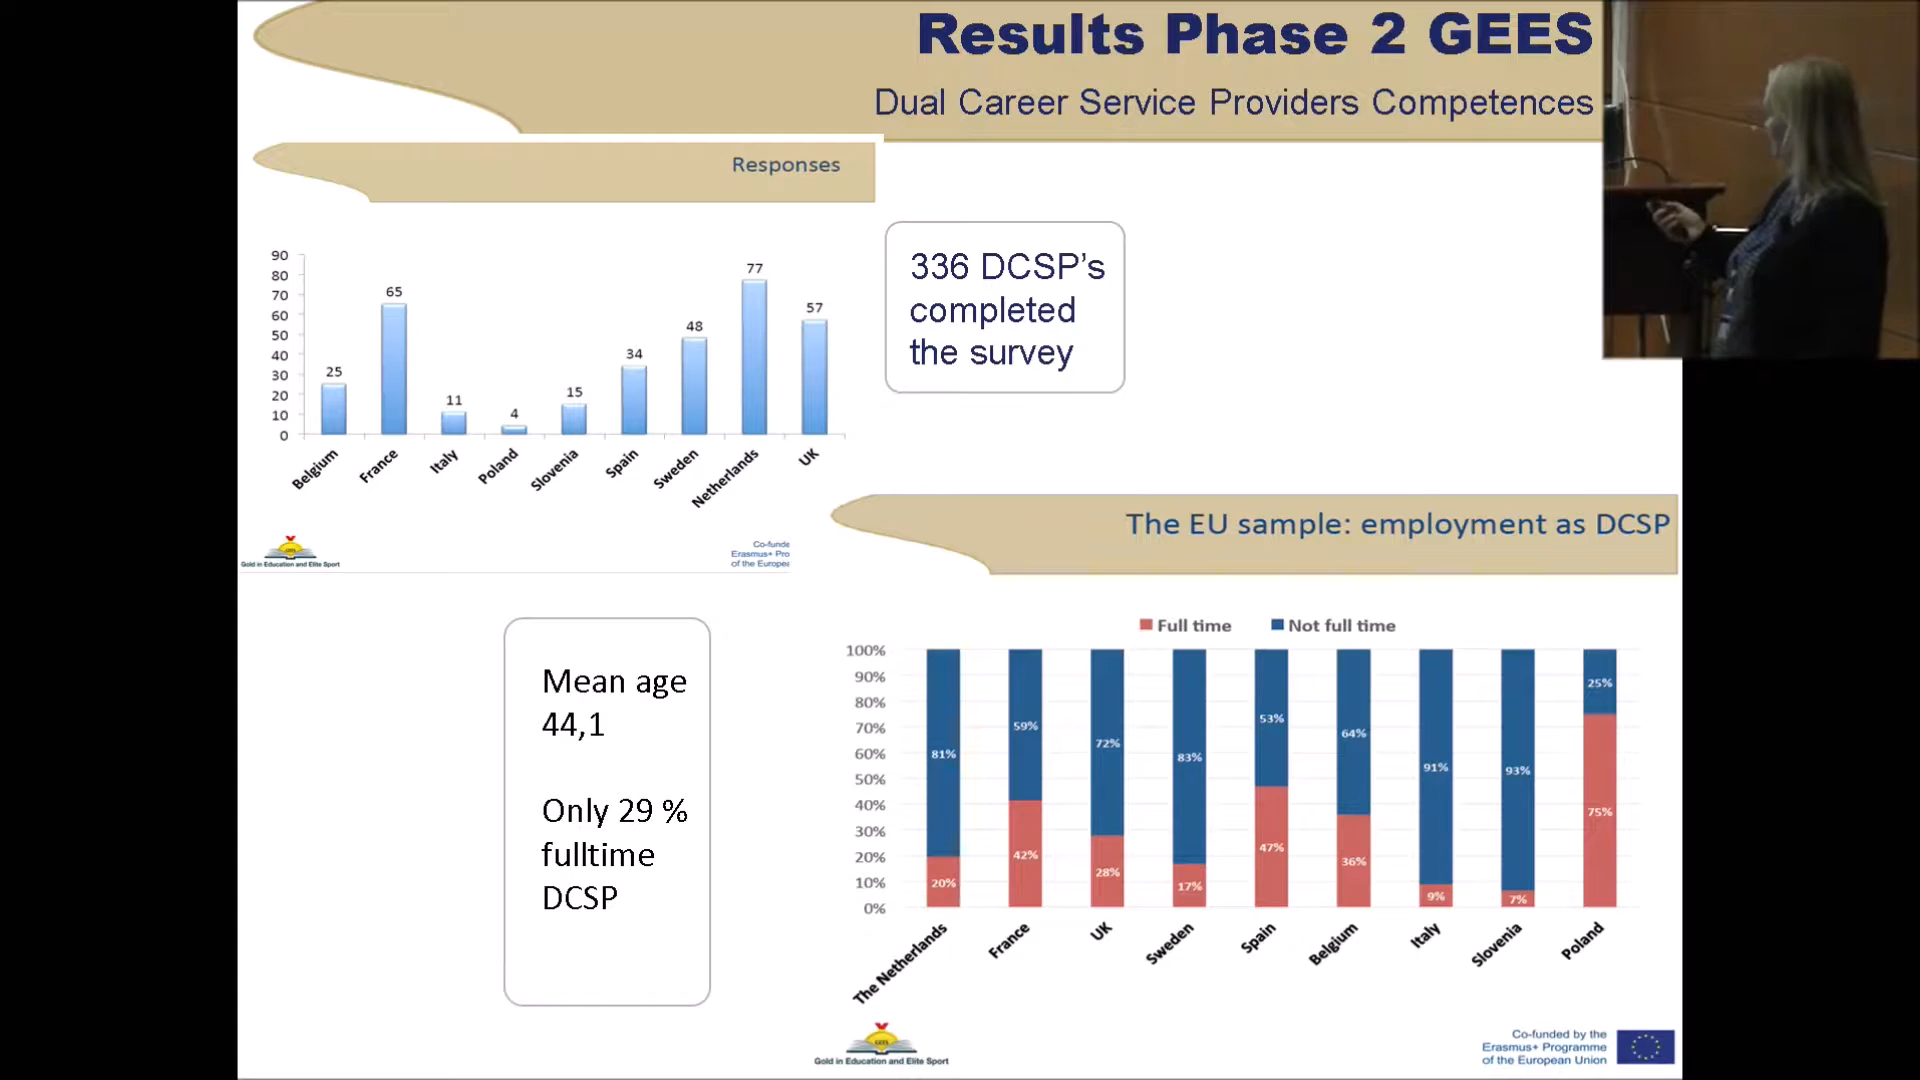 Results Phase 2 GEES
Dual Career Service Providers Competences
Responses
90
80
70
60
50
40
30
20
10
0
25
65
11
4
15
34
48
77
57
Belgium
France
Italy
Poland
Slovenia
Spain
Sweden
Netherlands
UK
336 DCSP's
completed
the survey
Gold in Education and Elite Sport
Co-funde
Erasmus+ Pro
of the Europea
The EU sample: employment as DCSP
Mean age
44,1
Only 29 %
fulltime
DCSP
Full time
Not full time
100%
90%
80%
70%
60%
50%
40%
30%
20%
10%
0%
81%
59%
72%
83%
53%
64%
91%
93%
25%
20%
42%
28%
17%
47%
36%
9%
7%
75%
The Netherlands
France
UK
Sweden
Spain
Belgium
Italy
Slovenia
Poland
GEES
Gold in Education and Elite Sport
Co-funded by the
Erasmus+ Programme
of the European Union